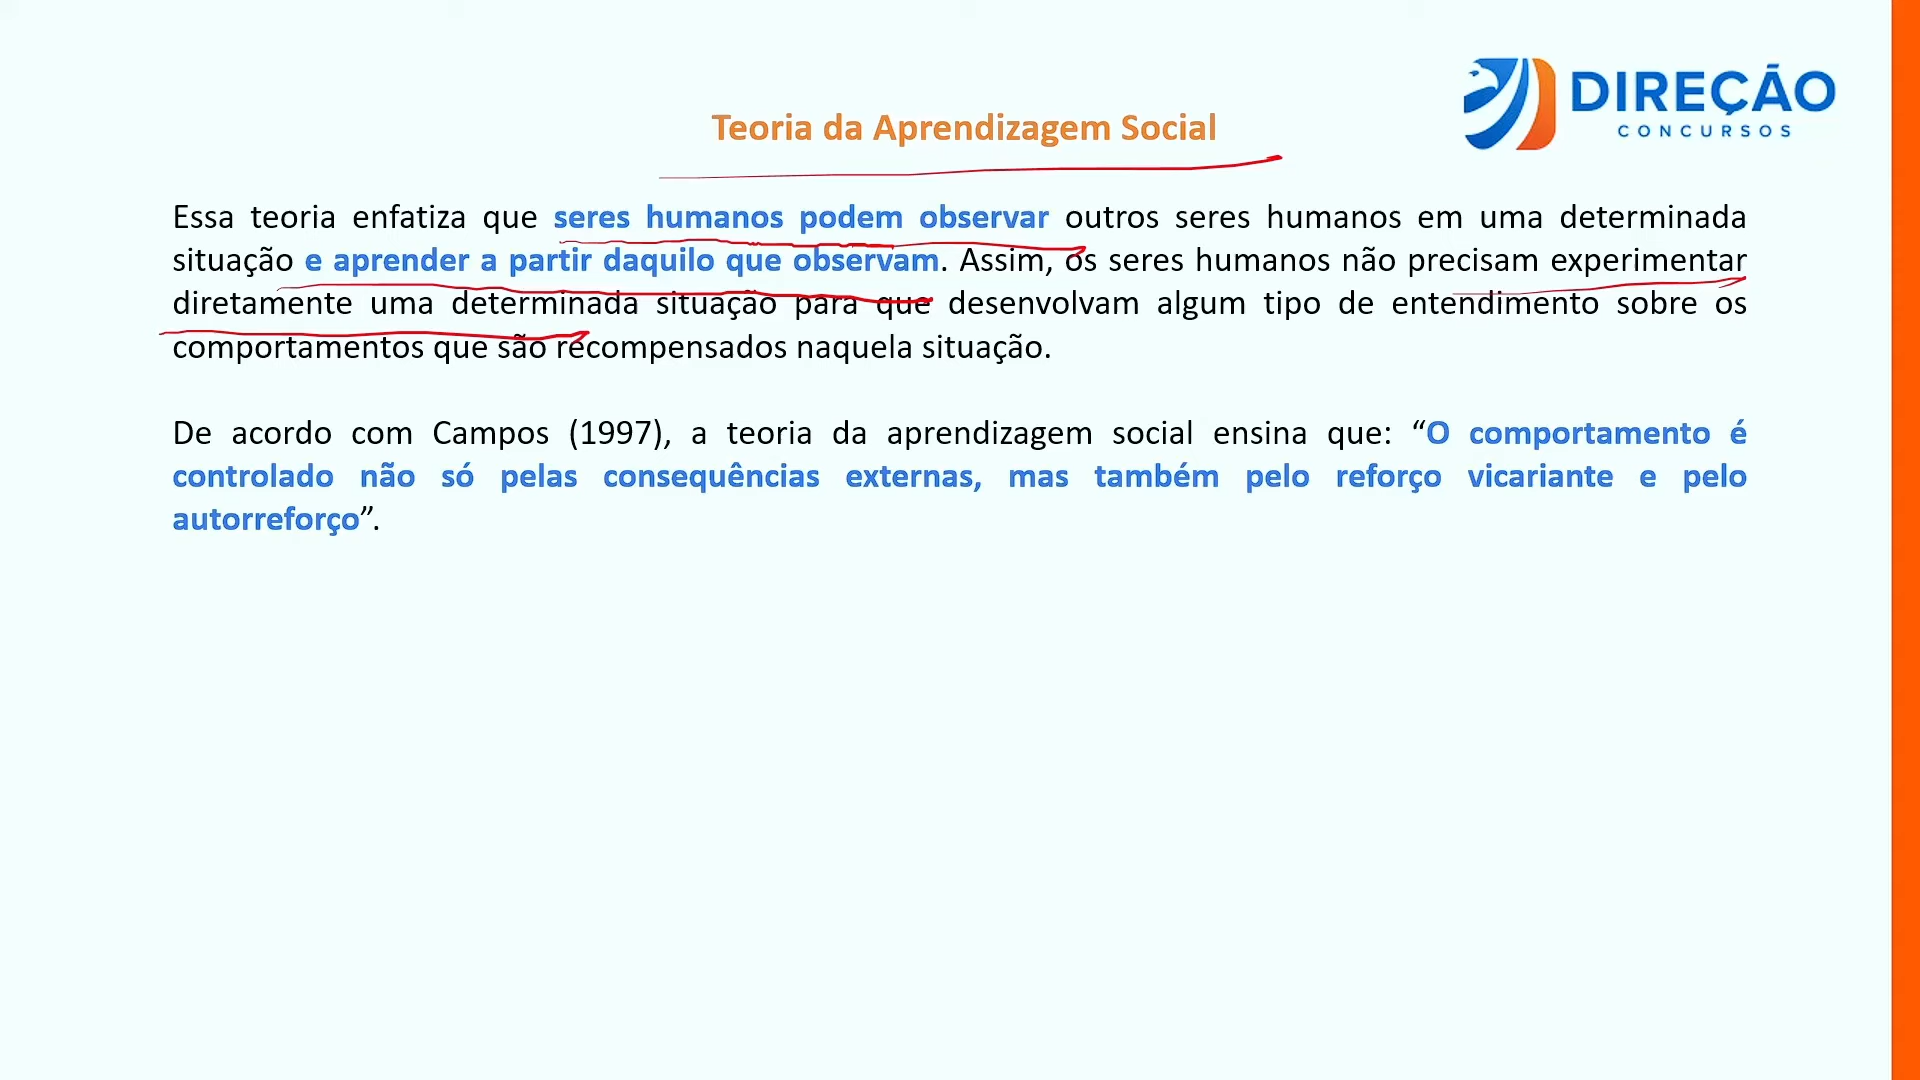 DIREÇÃO
CONCURSOS
Teoria da Aprendizagem Social
Essa teoria enfatiza que seres humanos podem observar outros seres humanos em uma determinada
situação e aprender a partir daquilo que observam. Assim, os seres humanos não precisam experimentar
diretamente uma determinada situação para que desenvolvam algum tipo de entendimento sobre os
comportamentos que são recompensados naquela situação.
De acordo com Campos (1997), a teoria da aprendizagem social ensina que: “O comportamento é
controlado não só pelas consequências externas, mas também pelo reforço vicariante e pelo
autorreforço”.